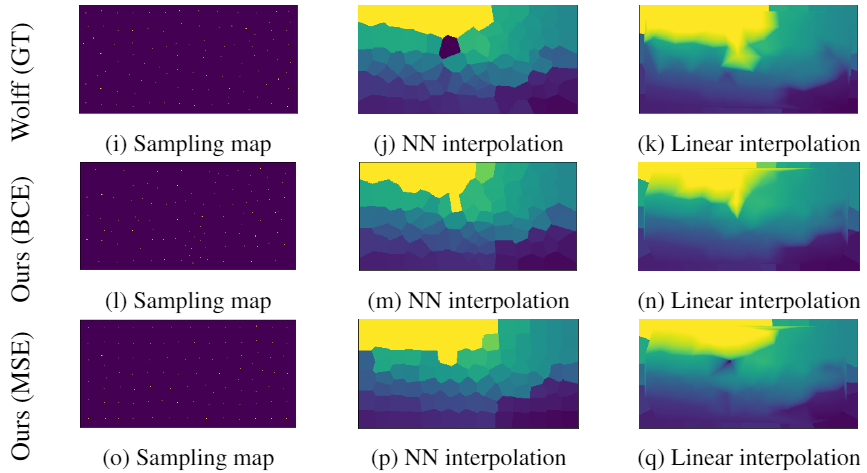 Wolff (GT)
(i) Sampling map
(j) NN interpolation
(k) Linear interpolation
Ours (BCE)
(l) Sampling map
(m) NN interpolation
(n) Linear interpolation
Ours (MSE)
(o) Sampling map
(p) NN interpolation
(q) Linear interpolation